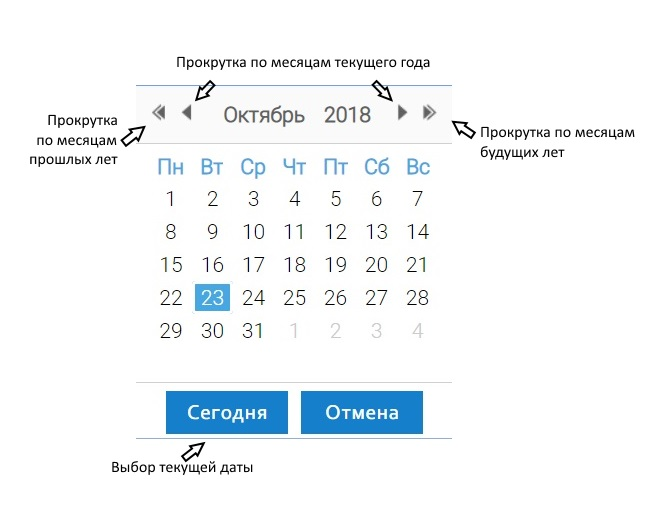 Прокрутка по месяцам текущего года
Прокрутка
по месяцам
прошлых лет
Октябрь 2018
Прокрутка по месяцам
будущих лет
Пн Вт Ср Чт Пт Сб Вс
1 2 3 4 5 6 7
8 9 10 11 12 13 14
15 16 17 18 19 20 21
22 23 24 25 26 27 28
29 30 31 1 2 3 4
Сегодня Отмена
Выбор текущей даты